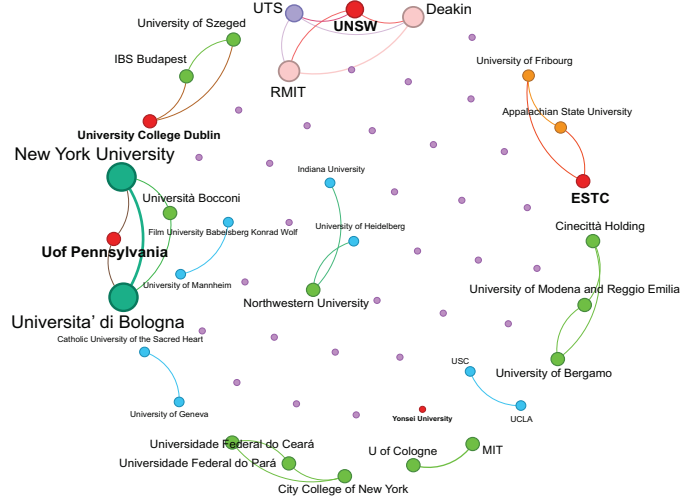 UTS
UNSW
Deakin
University of Szeged
IBS Budapest
RMIT
University of Fribourg
Appalachian State University
University College Dublin
New York University
Indiana University
ESTC
Università Bocconi
Film University Babelsberg Konrad Wolf
University of Heidelberg
Cinecittà Holding
Uof Pennsylvania
University of Mannheim
University of Modena and Reggio Emilia
Northwestern University
Universita' di Bologna
Catholic University of the Sacred Heart
USC
University of Bergamo
University of Geneva
Yonsei University
UCLA
Universidade Federal do Ceará
U of Cologne
MIT
Universidade Federal do Pará
City College of New York